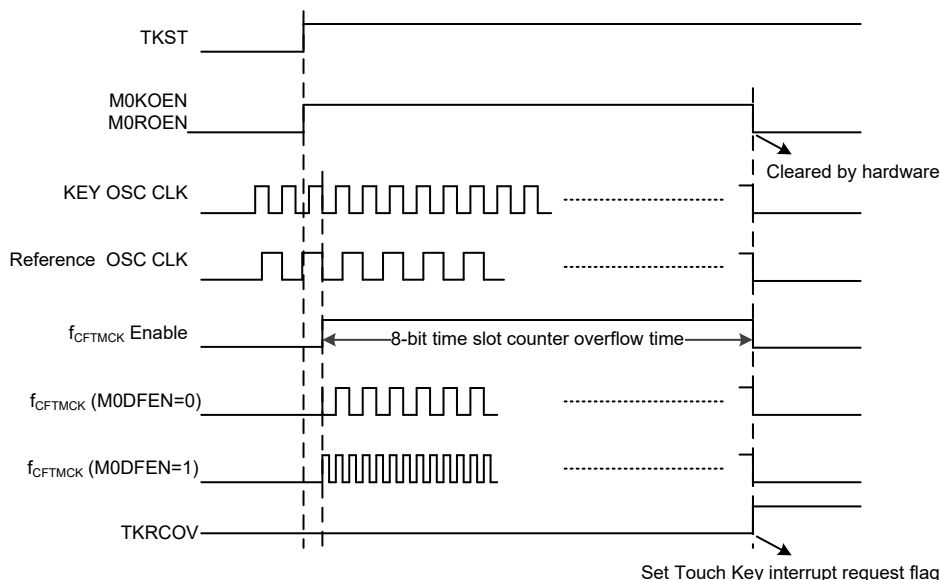 TKST
M0KOEN
M0ROEN
Cleared by hardware
KEY OSC CLK
Reference OSC CLK
fCFTMCK Enable
8-bit time slot counter overflow time
fCFTMCK (M0DFEN=0)
fCFTMCK (M0DFEN=1)
TKRCOV
Set Touch Key interrupt request flag